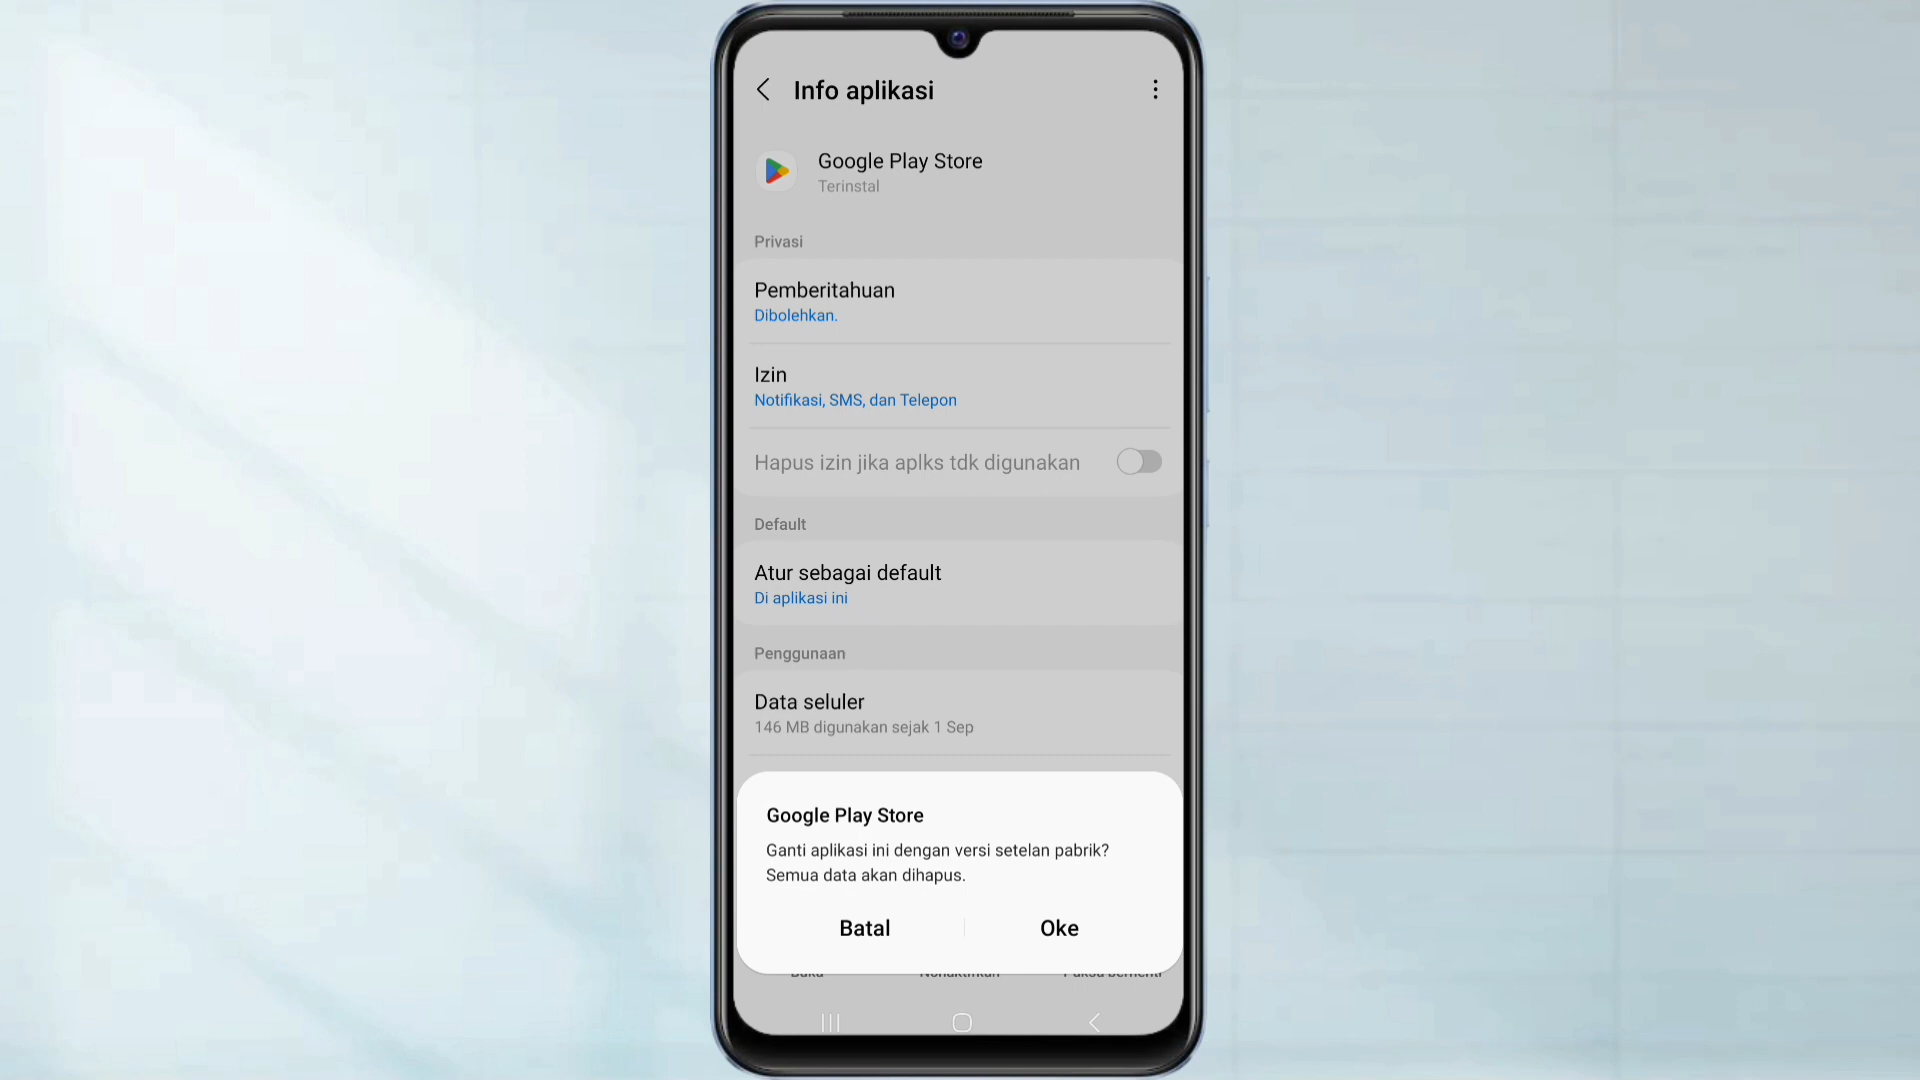 Info aplikasi
Google Play Store
Terinstal
Privasi
Pemberitahuan
Dibolehkan.
Izin
Notifikasi, SMS, dan Telepon
Hapus izin jika aplks tdk digunakan
Default
Atur sebagai default
Di aplikasi ini
Penggunaan
Data seluler
146 MB digunakan sejak 1 Sep
Google Play Store
Ganti aplikasi ini dengan versi setelan pabrik?
Semua data akan dihapus.
Batal
Oke